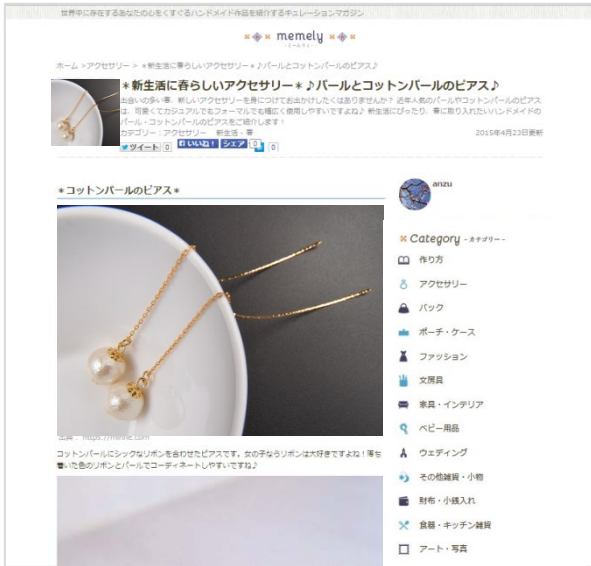 世界中に存在するあなたの心をくすぐるハンドメイド作品を紹介するキュレーションマガジン
memely
- ミーメリィ -
ホーム >アクセサリー > ＊新生活に春らしいアクセサリー＊♪パールとコットンパールのピアス♪
＊新生活に春らしいアクセサリー＊♪パールとコットンパールのピアス♪
出会いの多い春、新しいアクセサリーを身につけてお出かけしたくはありませんか？ 近年人気のパールやコットンパールのピアス
は、可愛くてカジュアルでもフォーマルでも幅広く使用しやすいですよね♪ 新生活にぴったり、春に取り入れたいハンドメイドの
パール・コットンパールのピアスをご紹介します！
カテゴリー：アクセサリー 新生活・春
2015年4月23日更新
ツイート 0 いいね！ シェア 0 0
＊コットンパールのピアス＊
anzu
出典： https://minne.com
コットンパールにシックなリボンを合わせたピアスです。女の子ならリボンは大好きですよね！落ち
着いた色のリボンとパールでコーディネートしやすいですね♪
Category - カテゴリー -
作り方
アクセサリー
バック
ポーチ・ケース
ファッション
文房具
家具・インテリア
ベビー用品
ウェディング
その他雑貨・小物
財布・小銭入れ
食器・キッチン雑貨
アート・写真